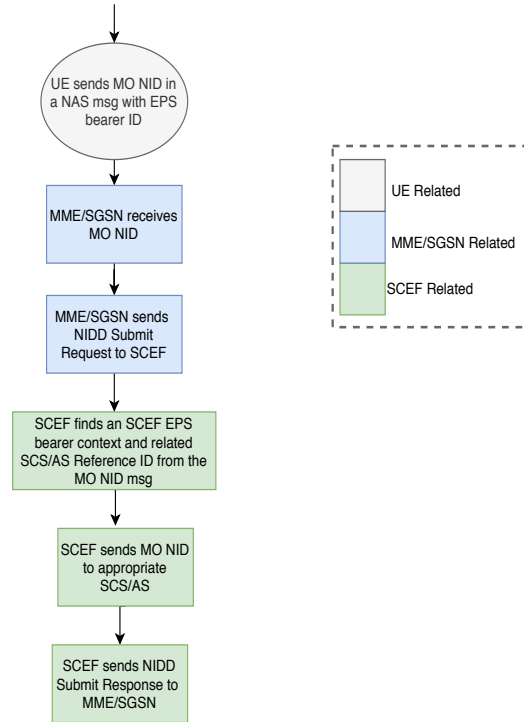 UE sends MO NID in
a NAS msg with EPS
bearer ID
MME/SGSN receives
MO NID
MME/SGSN sends
NIDD Submit
Request to SCEF
SCEF finds an SCEF EPS
bearer context and related
SCS/AS Reference ID from the
MO NID msg
SCEF sends MO NID
to appropriate
SCS/AS
SCEF sends NIDD
Submit Response to
MME/SGSN
UE Related
MME/SGSN Related
SCEF Related